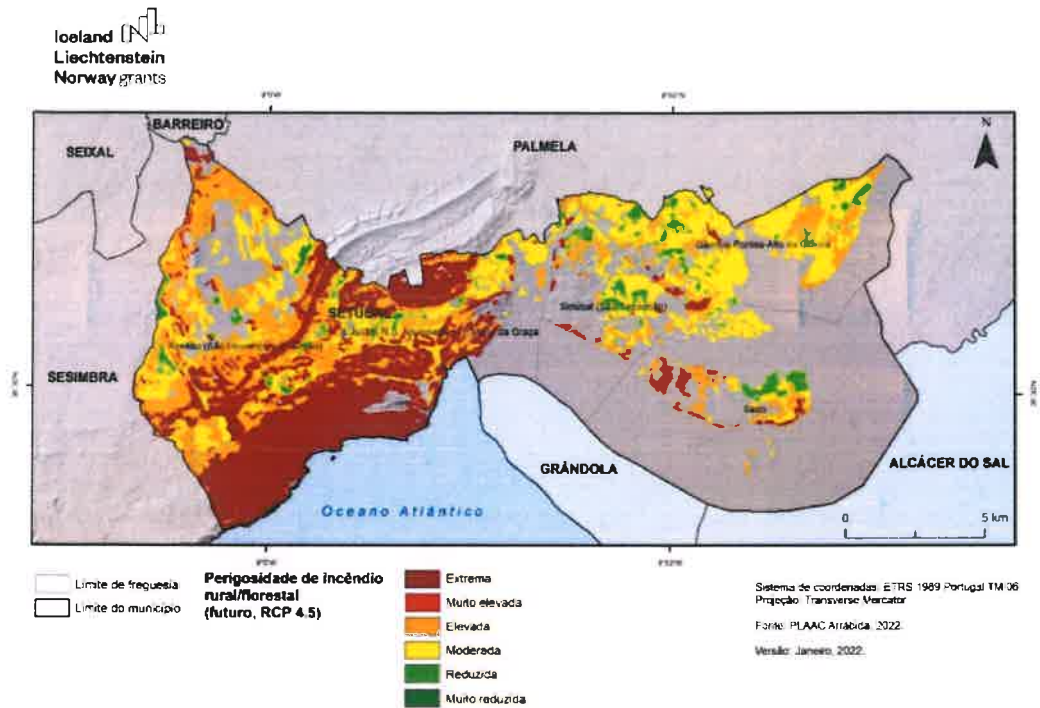 Iceland
Liechtenstein
Norway grants
N
BARREIRO
SEIXAL
PALMELA
SETÚBAL
SESIMBRA
Sado
GRÂNDOLA
ALCÁCER DO SAL
Oceano Atlântico
0 5 km
Limite de freguesia
Limite do município
Perigosidade de incêndio
rural/florestal
(futuro, RCP 4.5)
Extrema
Muito elevada
Elevada
Moderada
Reduzida
Muito reduzida
Sistema de coordenadas: ETRS 1989 Portugal TM 06
Projeção: Transverse Mercator
Fonte: PLAAC Arrábida, 2022.
Versão: Janeiro, 2022.